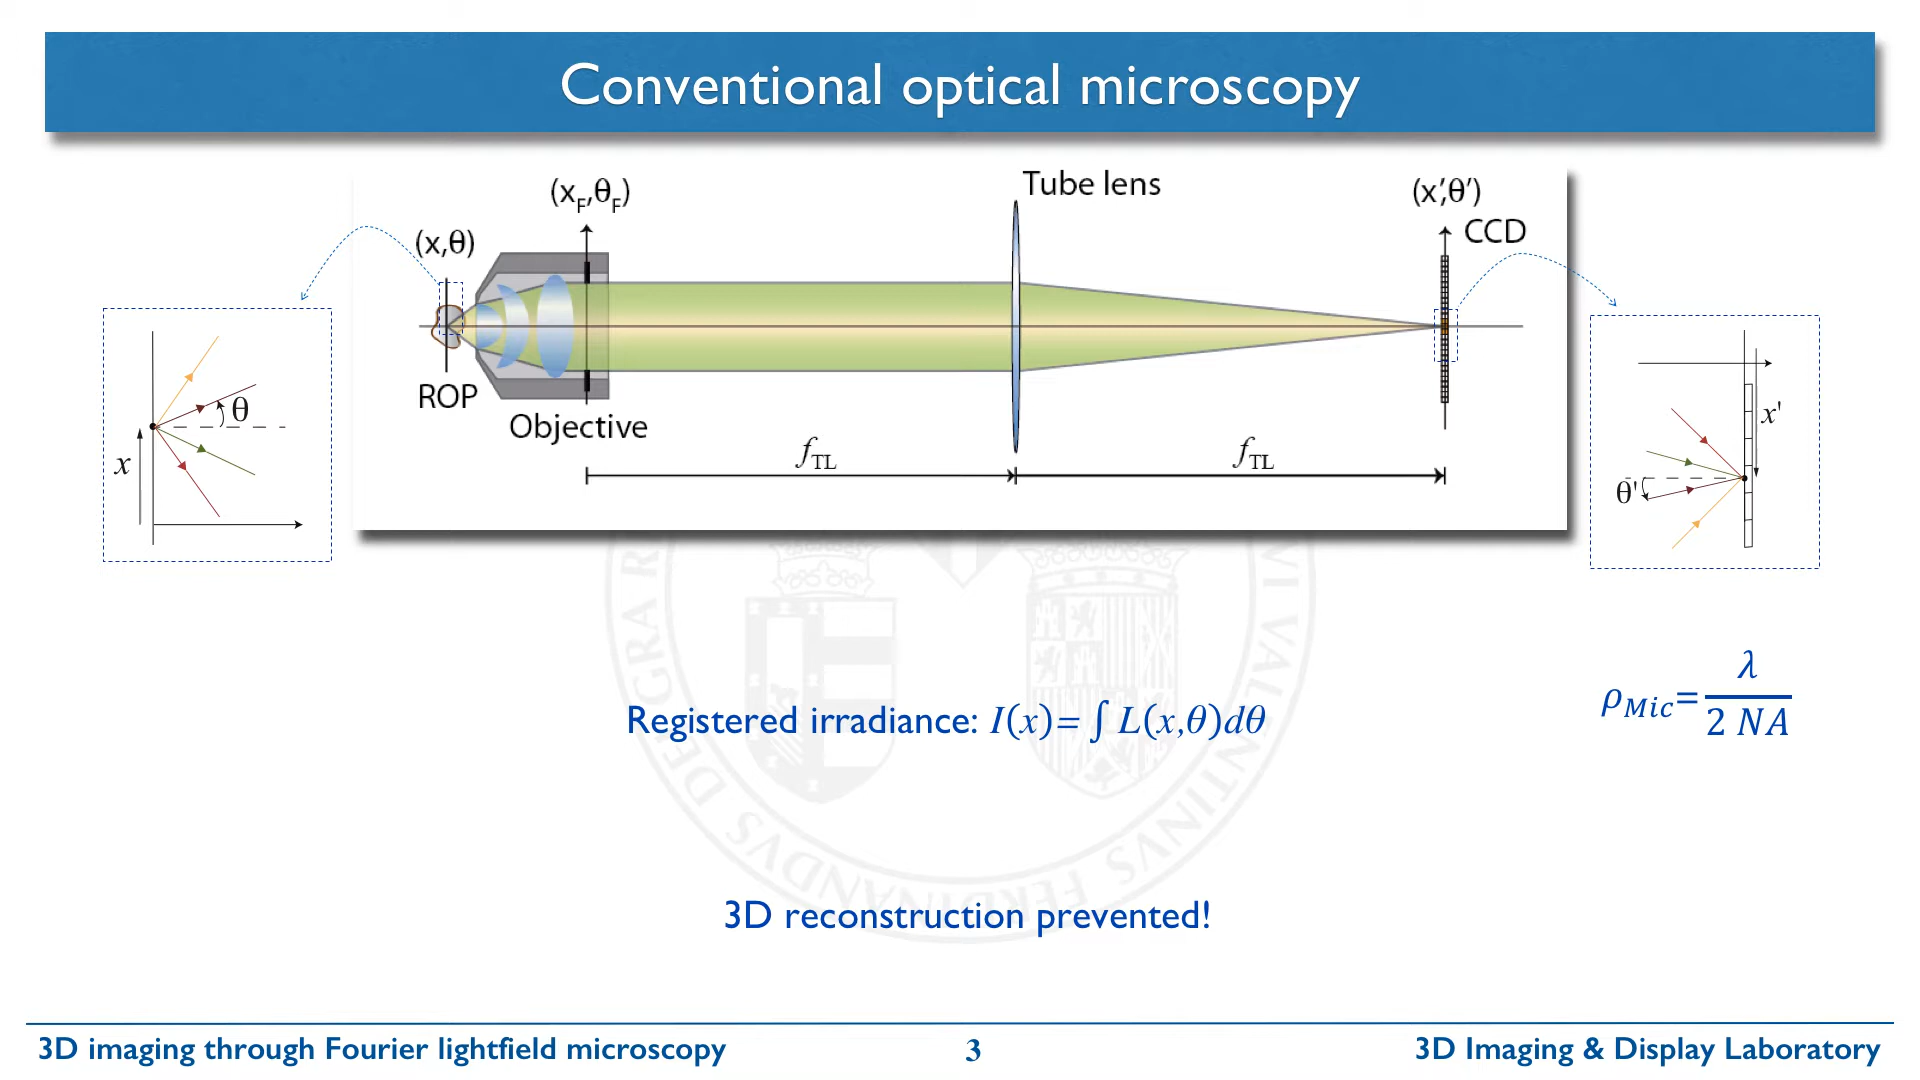 Conventional optical microscopy
(x,θ)
(x_F,θ_F)
Tube lens
(x′,θ′)
CCD
ROP
Objective
f_TL
f_TL
θ
x
x'
θ'
Registered irradiance: I(x)= ∫ L(x,θ)dθ
ρ_Mic = λ / 2 NA
3D reconstruction prevented!
3D imaging through Fourier lightfield microscopy
3
3D Imaging & Display Laboratory